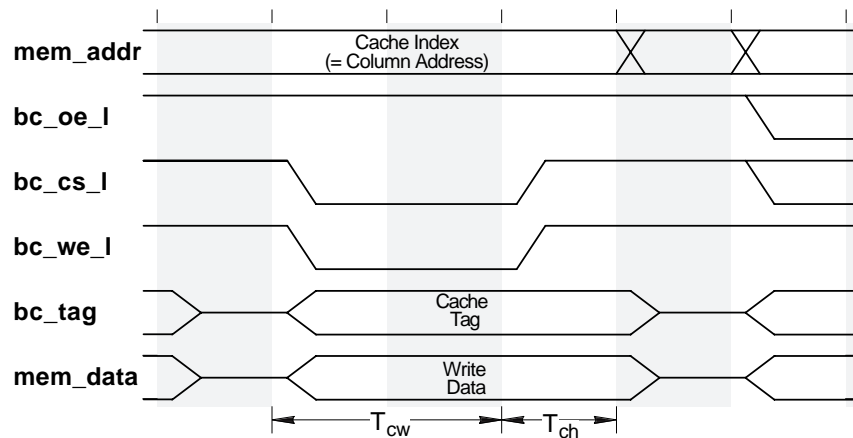 mem_addr
Cache Index
(= Column Address)
bc_oe_l
bc_cs_l
bc_we_l
bc_tag
Cache
Tag
mem_data
Write
Data
Tcw
Tch